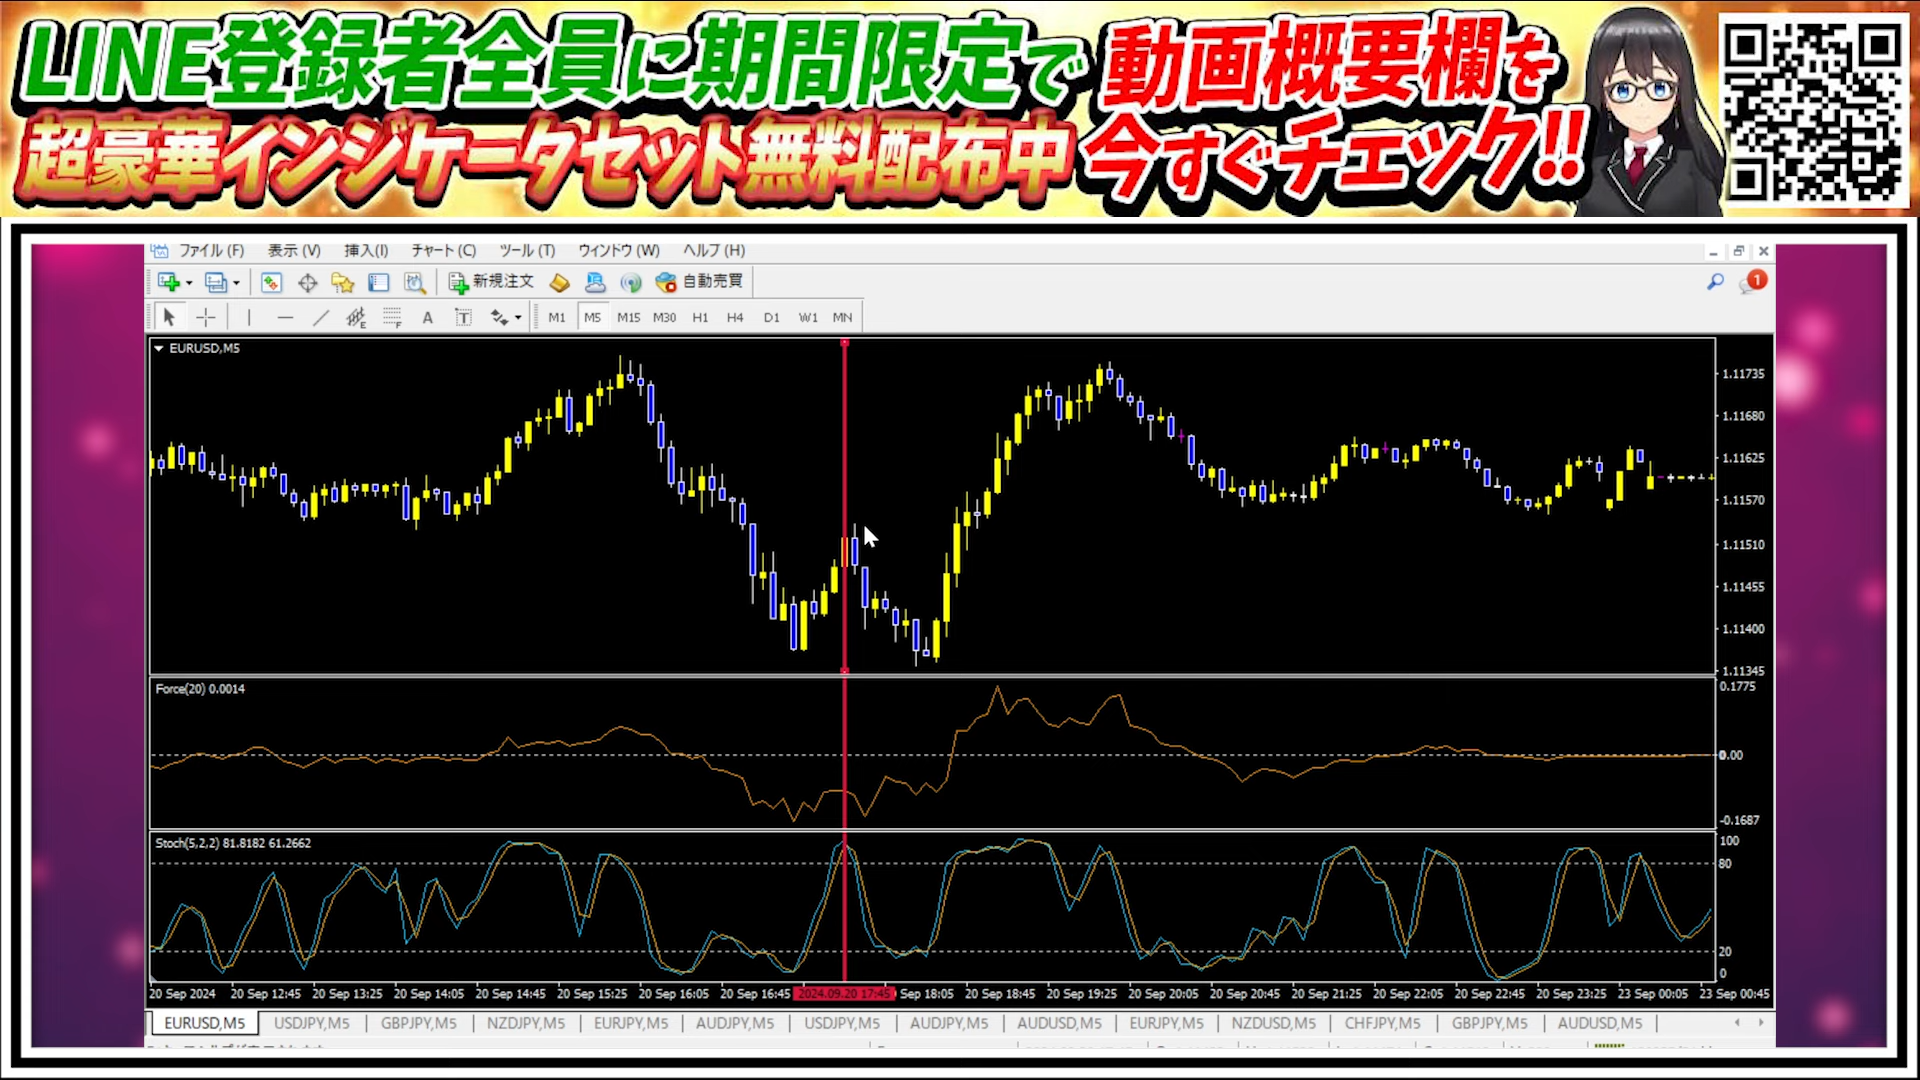 LINE登録者全員に期間限定で 動画概要欄を
超豪華インジケータセット無料配布中 今すぐチェック!!
ファイル (F) 表示 (V) 挿入(I) チャート (C) ツール (T) ウィンドウ (W) ヘルプ (H)
新規注文 自動売買 1
A T M1 M5 M15 M30 H1 H4 D1 W1 MN
EURUSD,M5
1.11735
1.11680
1.11625
1.11570
1.11510
1.11455
1.11400
1.11345
Force(20) 0.0014
0.1775
0.00
-0.1687
Stoch(5,2,2) 81.8182 61.2662
100
80
20
0
20 Sep 2024 20 Sep 12:45 20 Sep 13:25 20 Sep 14:05 20 Sep 14:45 20 Sep 15:25 20 Sep 16:05 20 Sep 16:45 2024.09.20 17:45 Sep 18:05 20 Sep 18:45 20 Sep 19:25 20 Sep 20:05 20 Sep 20:45 20 Sep 21:25 20 Sep 22:05 20 Sep 22:45 20 Sep 23:25 23 Sep 00:05 23 Sep 00:45
EURUSD,M5 USDJPY,M5 GBPJPY,M5 NZDJPY,M5 EURJPY,M5 AUDJPY,M5 USDJPY,M5 AUDJPY,M5 AUDUSD,M5 EURJPY,M5 NZDUSD,M5 CHFJPY,M5 GBPJPY,M5 AUDUSD,M5